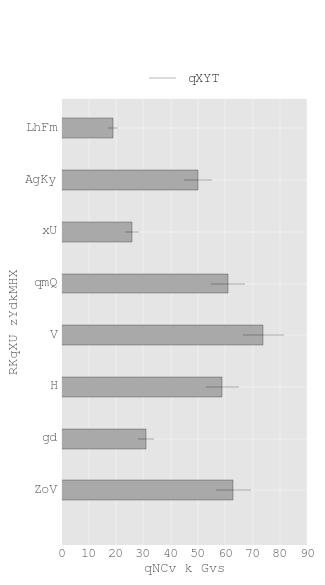 qXYT
LhFm
AgKy
xU
qmQ
V
H
gd
ZoV
RKqXU zYdkMHX
0 10 20 30 40 50 60 70 80 90
qNCv k Gvs